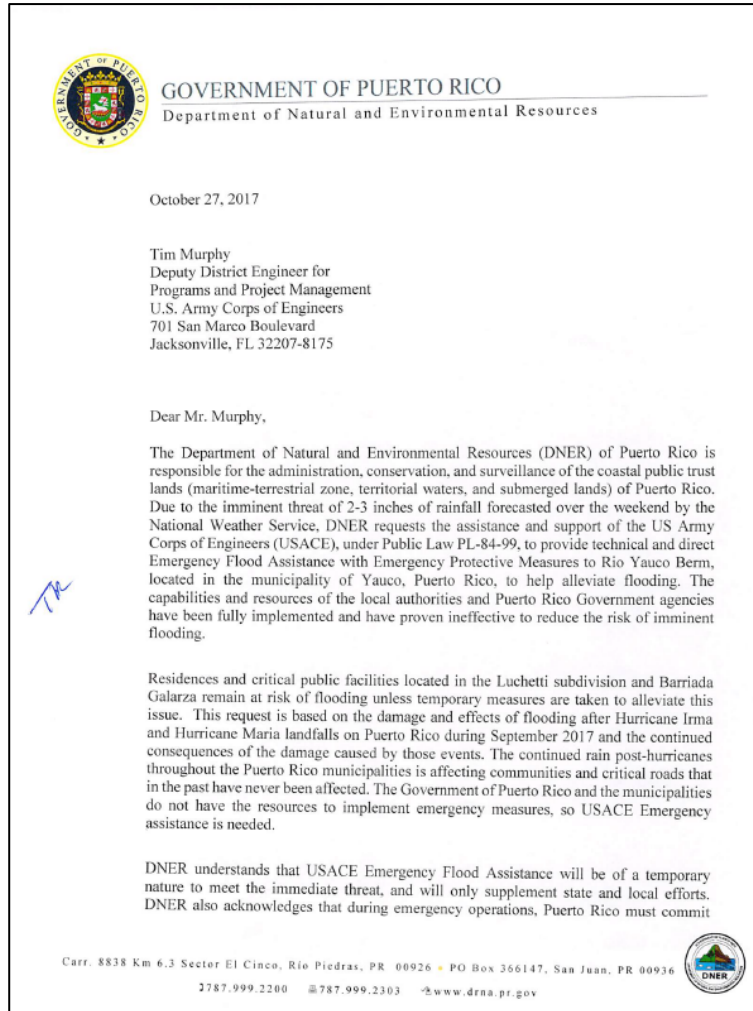 GOVERNMENT OF PUERTO RICO
GOVERNMENT OF PUERTO RICO
Department of Natural and Environmental Resources
October 27, 2017
Tim Murphy
Deputy District Engineer for
Programs and Project Management
U.S. Army Corps of Engineers
701 San Marco Boulevard
Jacksonville, FL 32207-8175
Dear Mr. Murphy,
The Department of Natural and Environmental Resources (DNER) of Puerto Rico is
responsible for the administration, conservation, and surveillance of the coastal public trust
lands (maritime-terrestrial zone, territorial waters, and submerged lands) of Puerto Rico.
Due to the imminent threat of 2-3 inches of rainfall forecasted over the weekend by the
National Weather Service, DNER requests the assistance and support of the US Army
Corps of Engineers (USACE), under Public Law PL-84-99, to provide technical and direct
Emergency Flood Assistance with Emergency Protective Measures to Rio Yauco Berm,
located in the municipality of Yauco, Puerto Rico, to help alleviate flooding. The
capabilities and resources of the local authorities and Puerto Rico Government agencies
have been fully implemented and have proven ineffective to reduce the risk of imminent
flooding.
Residences and critical public facilities located in the Luchetti subdivision and Barriada
Galarza remain at risk of flooding unless temporary measures are taken to alleviate this
issue. This request is based on the damage and effects of flooding after Hurricane Irma
and Hurricane Maria landfalls on Puerto Rico during September 2017 and the continued
consequences of the damage caused by those events. The continued rain post-hurricanes
throughout the Puerto Rico municipalities is affecting communities and critical roads that
in the past have never been affected. The Government of Puerto Rico and the municipalities
do not have the resources to implement emergency measures, so USACE Emergency
assistance is needed.
DNER understands that USACE Emergency Flood Assistance will be of a temporary
nature to meet the immediate threat, and will only supplement state and local efforts.
DNER also acknowledges that during emergency operations, Puerto Rico must commit
Carr. 8838 Km 6.3 Sector El Cinco, Río Piedras, PR 00926 • PO Box 366147, San Juan, PR 00936
787.999.2200 787.999.2303 www.drna.pr.gov
DNER